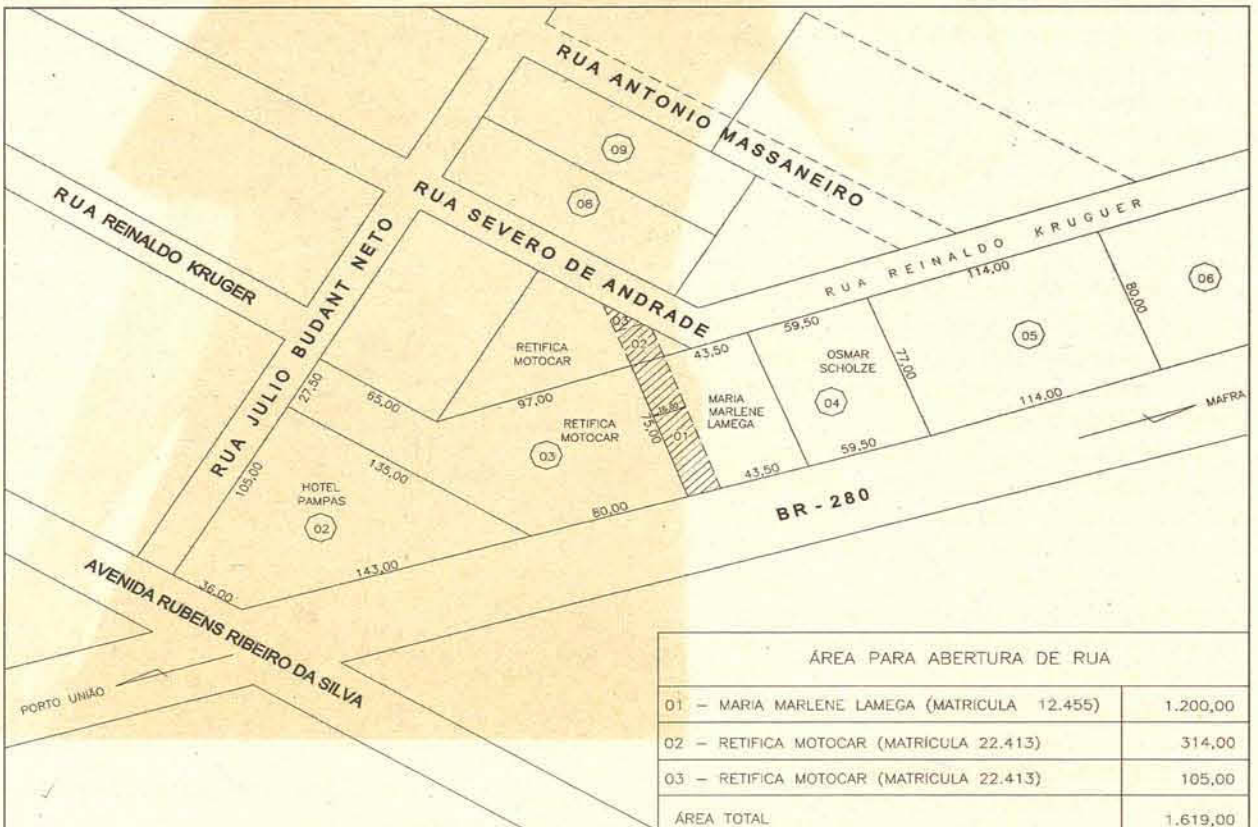 RUA ANTONIO MASSANEIRO
09
08
RUA SEVERO DE ANDRADE
RUA REINALDO KRUGER
RUA JULIO BUDANT NETO
RUA REINALDO KRUGUER
114,00
80,00
06
05
59,50
43,50
03
02
RETIFICA
MOTOCAR
OSMAR
SCHOLZE
04
77,00
MARIA
MARLENE
LAMEGA
27,50
65,00
97,00
RETIFICA
MOTOCAR
03
75,00
01
114,00
MAFRA
59,50
43,50
105,00
135,00
HOTEL
PAMPAS
02
80,00
BR - 280
143,00
36,00
AVENIDA RUBENS RIBEIRO DA SILVA
PORTO UNIÃO
ÁREA PARA ABERTURA DE RUA
01 - MARIA MARLENE LAMEGA (MATRICULA 12.455) 1.200,00
02 - RETIFICA MOTOCAR (MATRICULA 22.413) 314,00
03 - RETIFICA MOTOCAR (MATRICULA 22.413) 105,00
ÁREA TOTAL 1.619,00